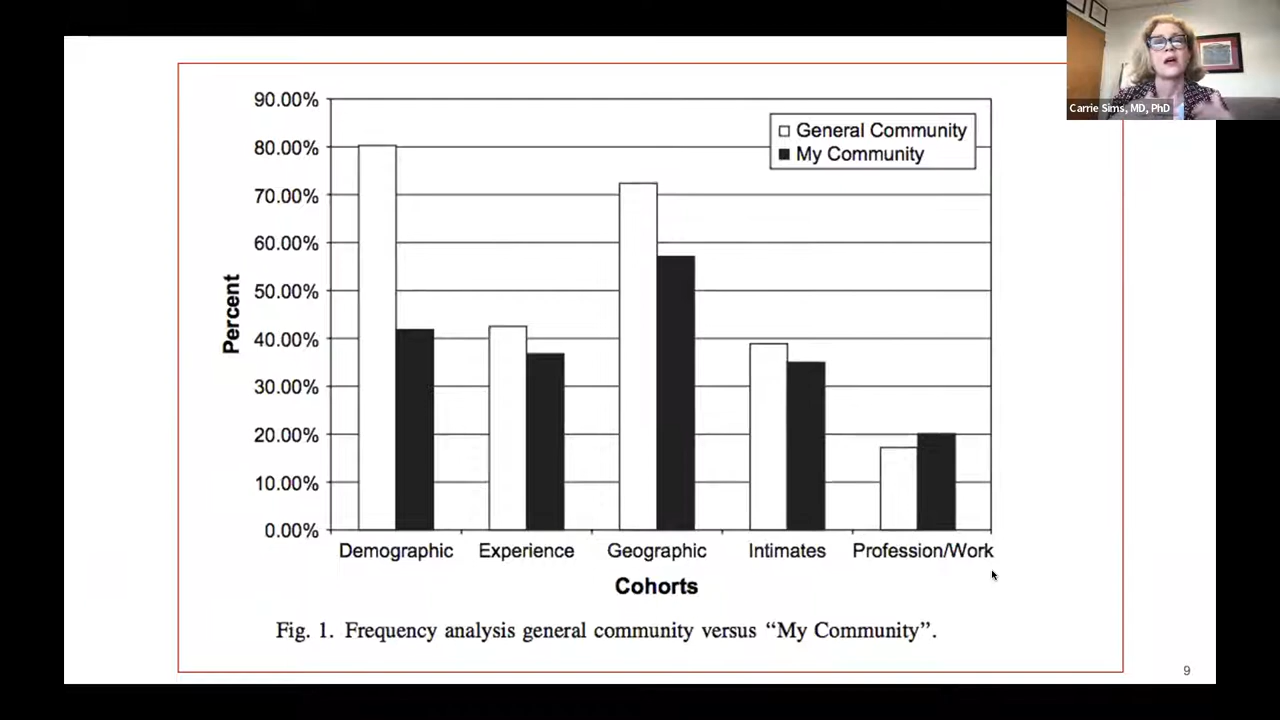 Carrie Sims, MD, PhD
90.00%
80.00%
70.00%
60.00%
50.00%
40.00%
30.00%
20.00%
10.00%
0.00%
Percent
General Community
My Community
Demographic Experience Geographic Intimates Profession/Work
Cohorts
Fig. 1. Frequency analysis general community versus “My Community”.
9